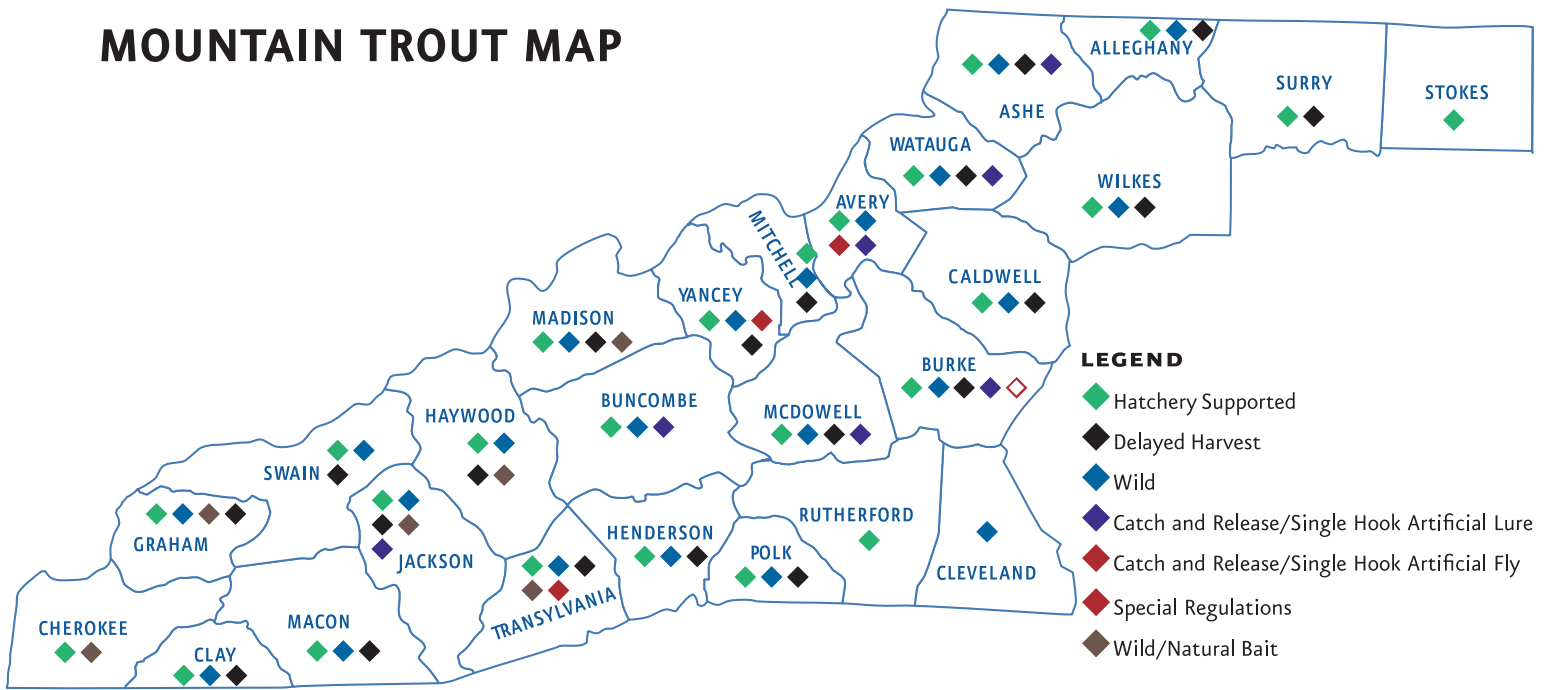 MOUNTAIN TROUT MAP
ALLEGHANY
SURRY
STOKES
ASHE
WATAUGA
WILKES
AVERY
MITCHELL
CALDWELL
YANCEY
MADISON
BURKE
BUNCOMBE
MCDOWELL
HAYWOOD
SWAIN
GRAHAM
JACKSON
HENDERSON
RUTHERFORD
POLK
CLEVELAND
TRANSYLVANIA
CHEROKEE
MACON
CLAY
LEGEND
Hatchery Supported
Delayed Harvest
Wild
Catch and Release/Single Hook Artificial Lure
Catch and Release/Single Hook Artificial Fly
Special Regulations
Wild/Natural Bait